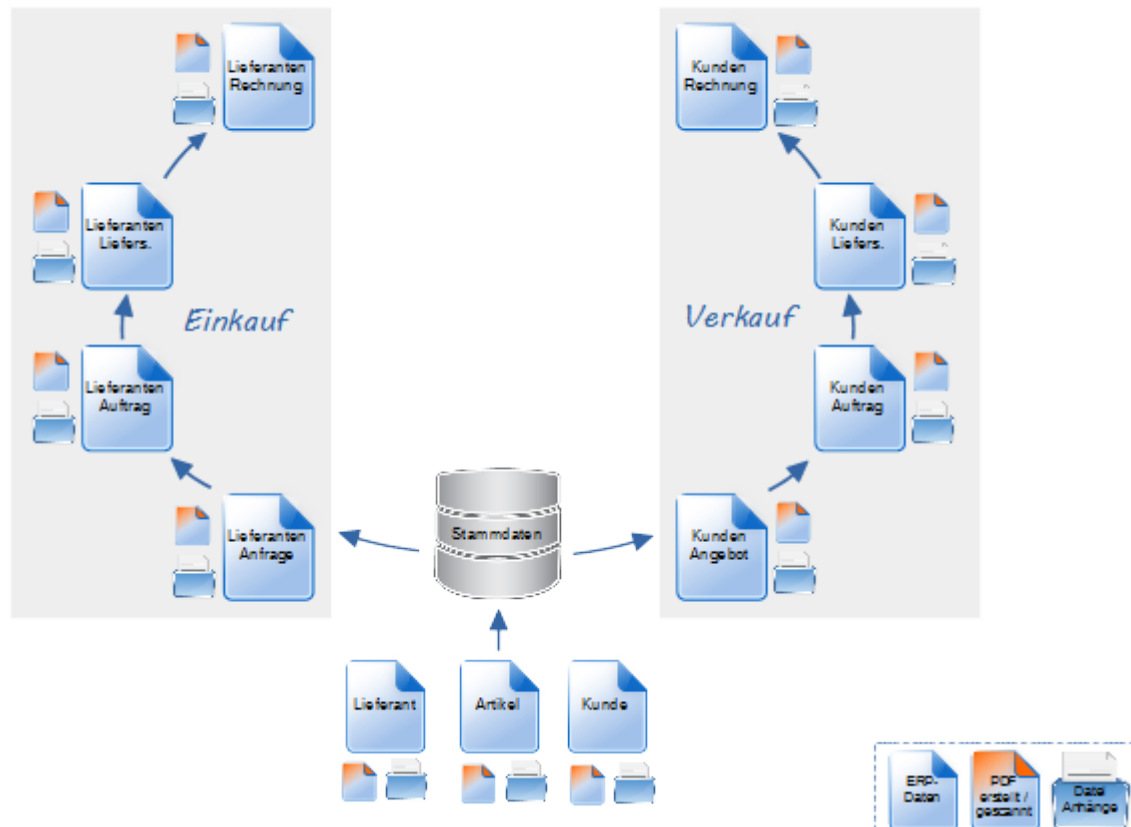 Lieferanten
Rechnung
Kunden
Rechnung
Lieferanten
Liefers.
Kunden
Liefers.
Einkauf
Verkauf
Lieferanten
Auftrag
Kunden
Auftrag
Lieferanten
Anfrage
Stammdaten
Kunden
Angebot
Lieferant
Artikel
Kunde
ERP-
Daten
PDF
erstellt /
gescannt
Datei
Anhänge